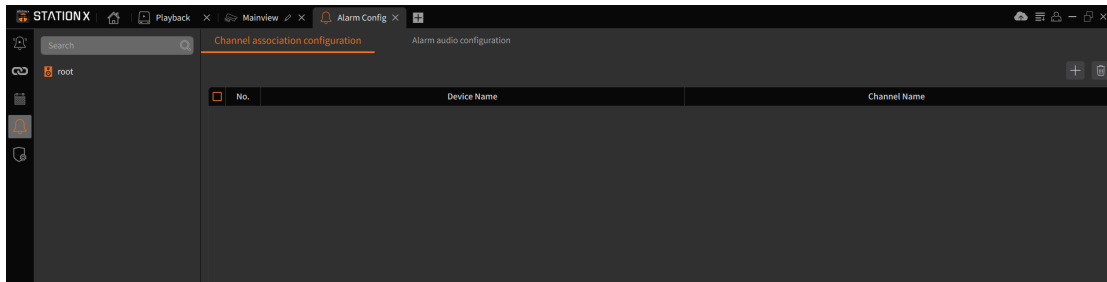 STATION X Playback Mainview Alarm Config
Search
Channel association configuration Alarm audio configuration
root
No. Device Name Channel Name